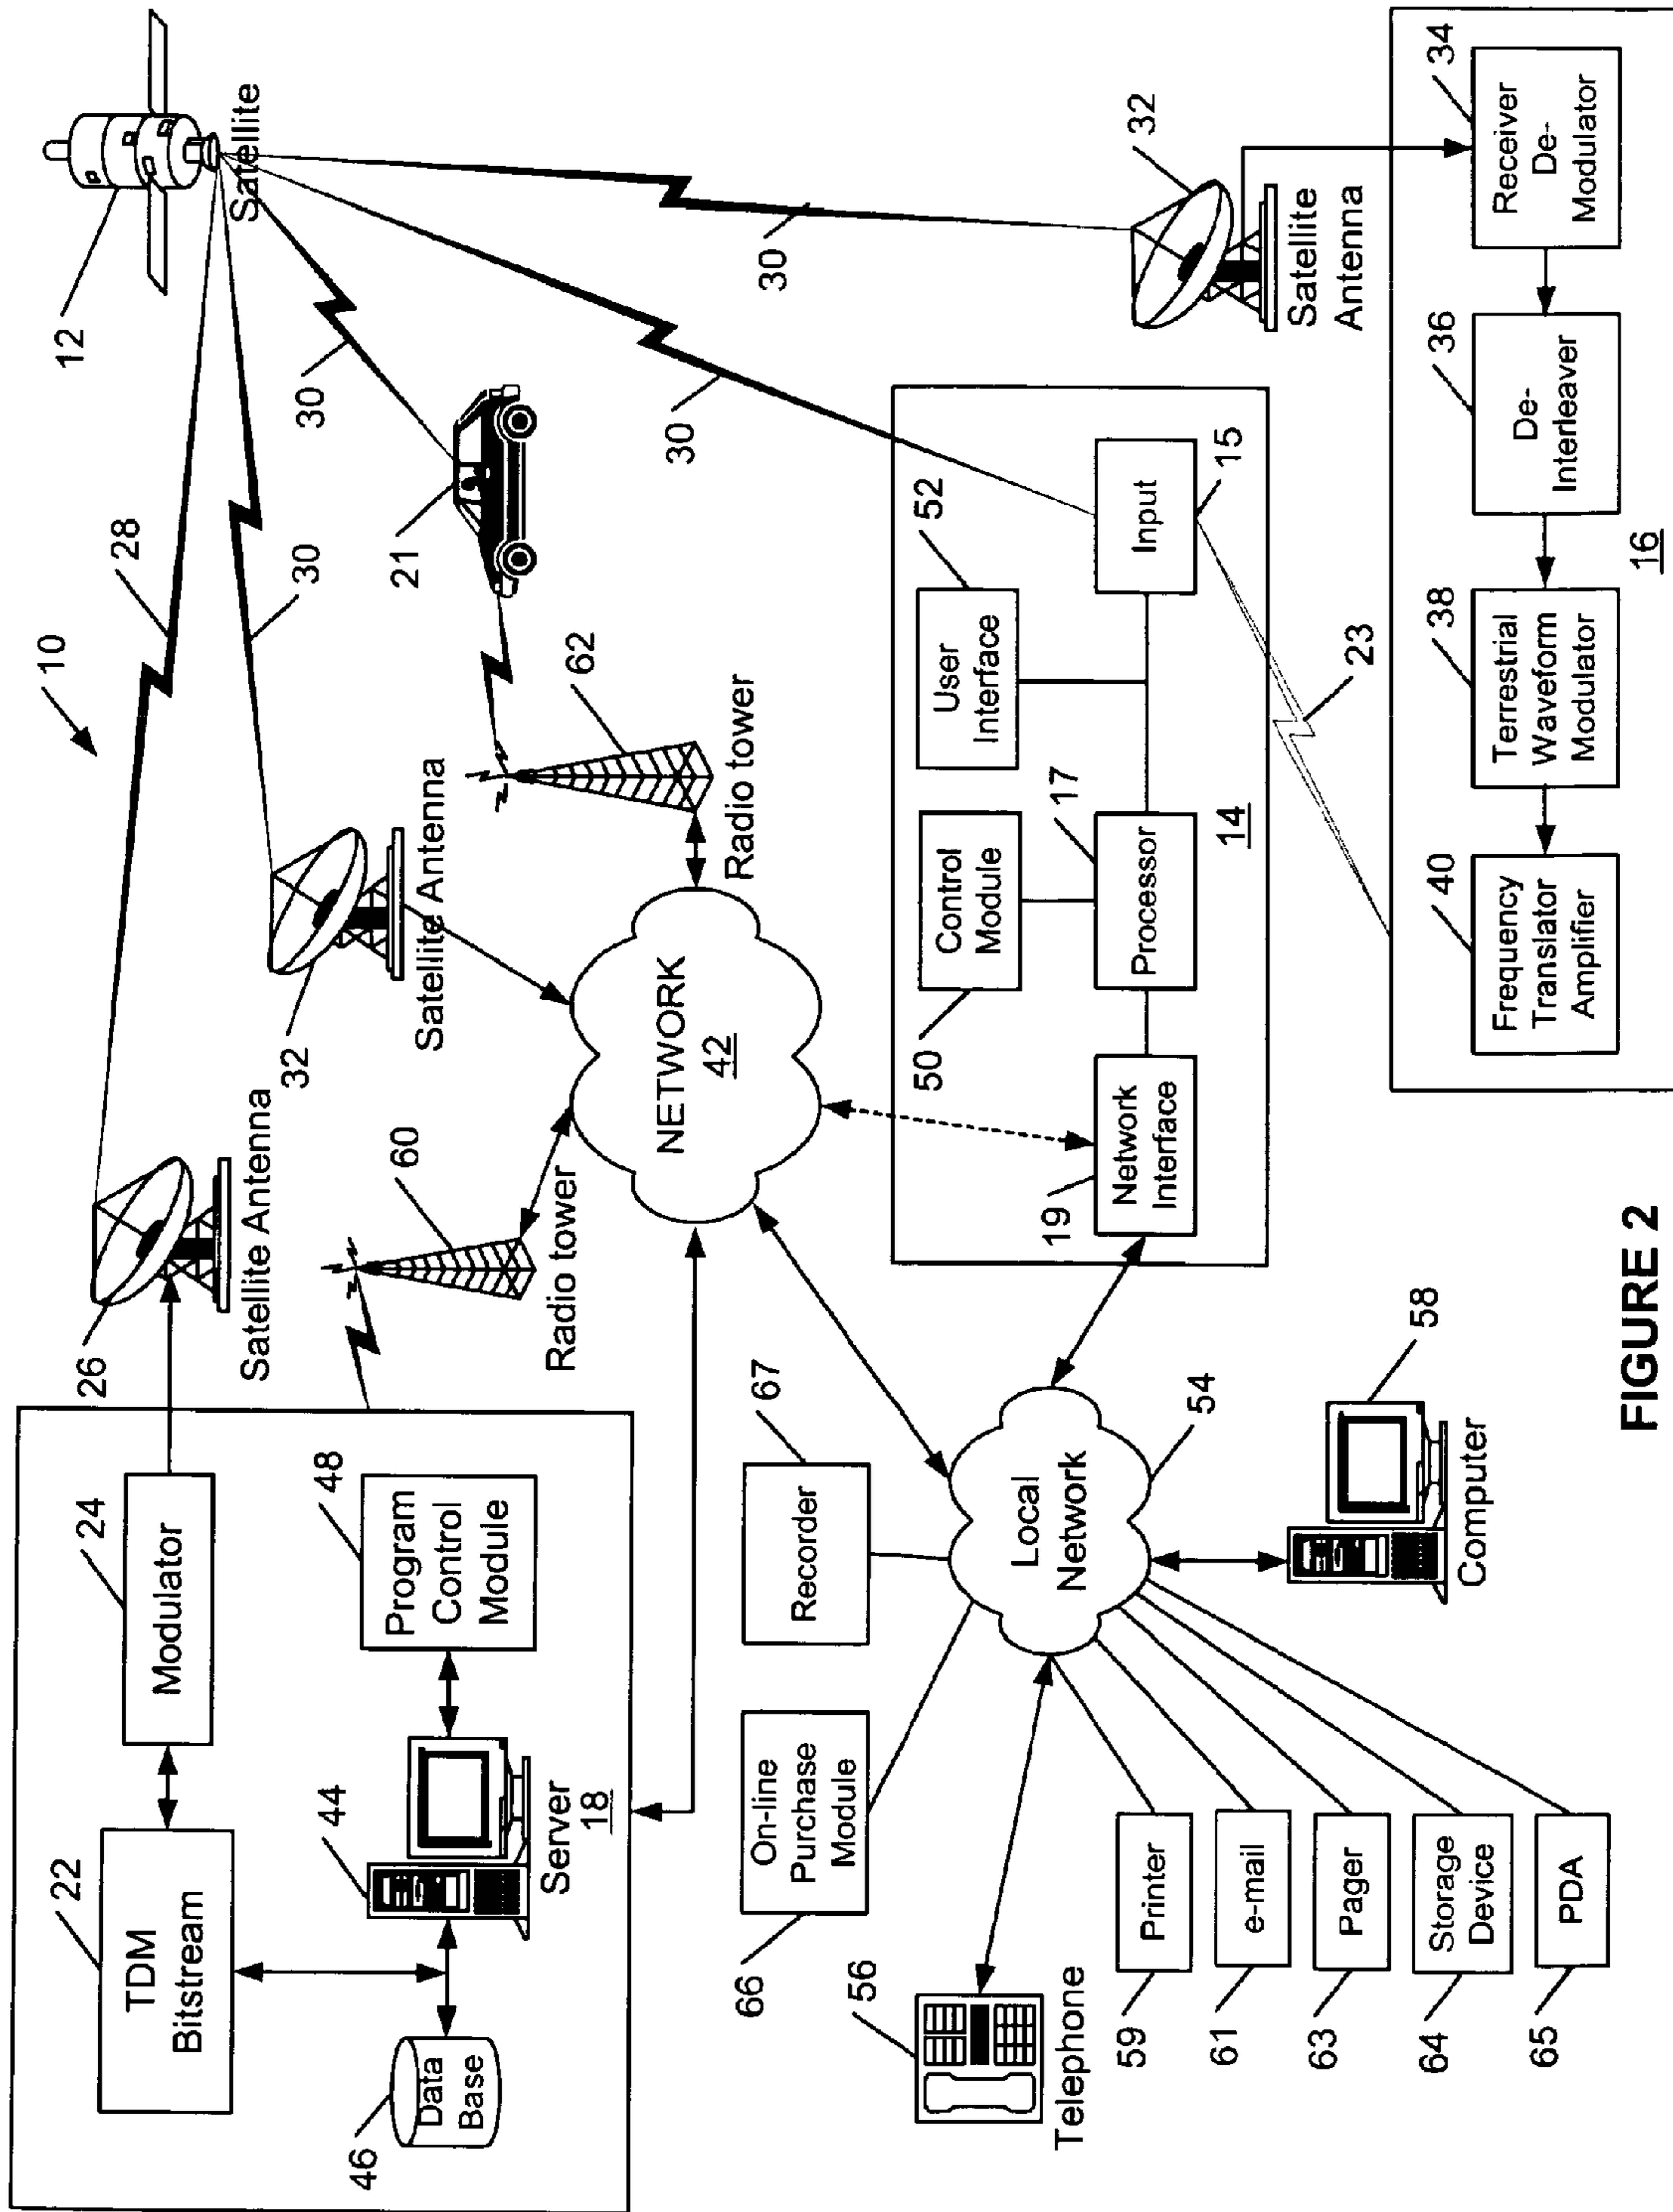 10
12
Satellite
28
30
30
30
30
22
TDM
Bitstream
24
Modulator
26
Satellite Antenna
32
Satellite Antenna
46
Data
Base
44
Server
18
48
Program
Control
Module
60
Radio tower
62
Radio tower
21
NETWORK
42
66
On-line
Purchase
Module
67
Recorder
50
Control
Module
52
User
Interface
19
Network
Interface
17
Processor
Input
15
14
32
Satellite
Antenna
56
Telephone
Local
Network
54
58
Computer
23
59
Printer
61
e-mail
63
Pager
64
Storage
Device
65
PDA
40
Frequency
Translator
Amplifier
38
Terrestrial
Waveform
Modulator
36
De-
Interleaver
34
Receiver
De-
Modulator
16
FIGURE 2